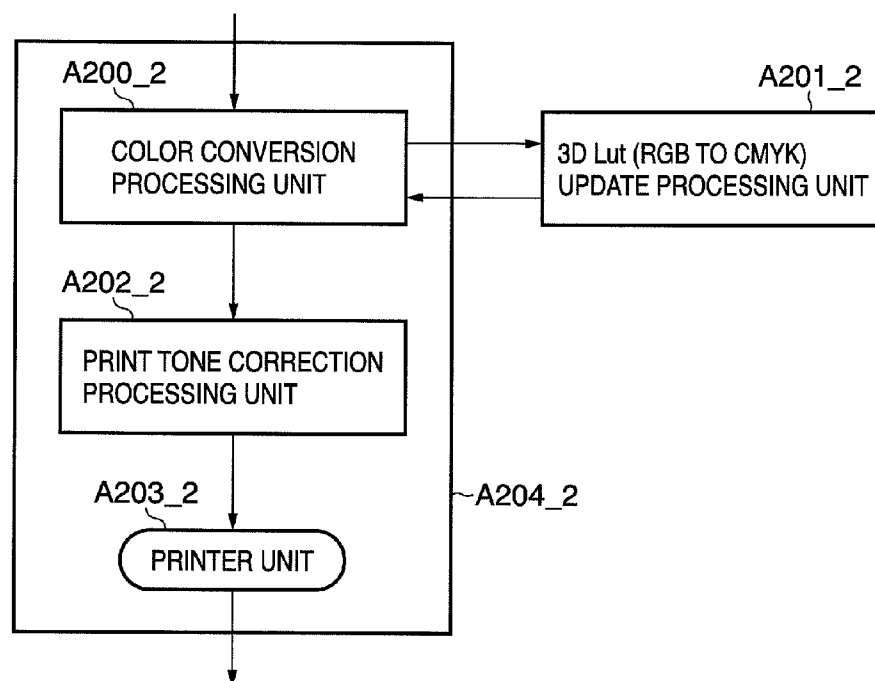 A200_2
COLOR CONVERSION
PROCESSING UNIT
A201_2
3D Lut (RGB TO CMYK)
UPDATE PROCESSING UNIT
A202_2
PRINT TONE CORRECTION
PROCESSING UNIT
A203_2
PRINTER UNIT
A204_2